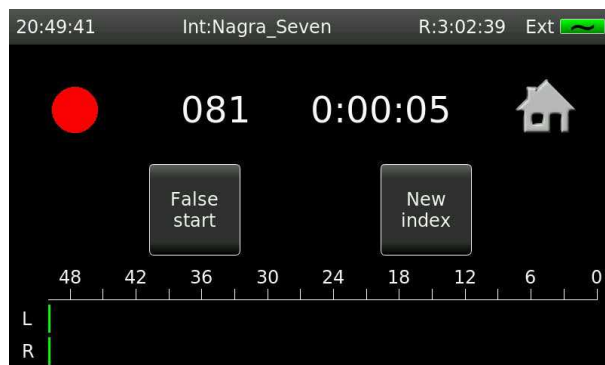 20:49:41 Int:Nagra_Seven R:3:02:39 Ext
081 0:00:05
False start
New index
48 42 36 30 24 18 12 6 0
L
R